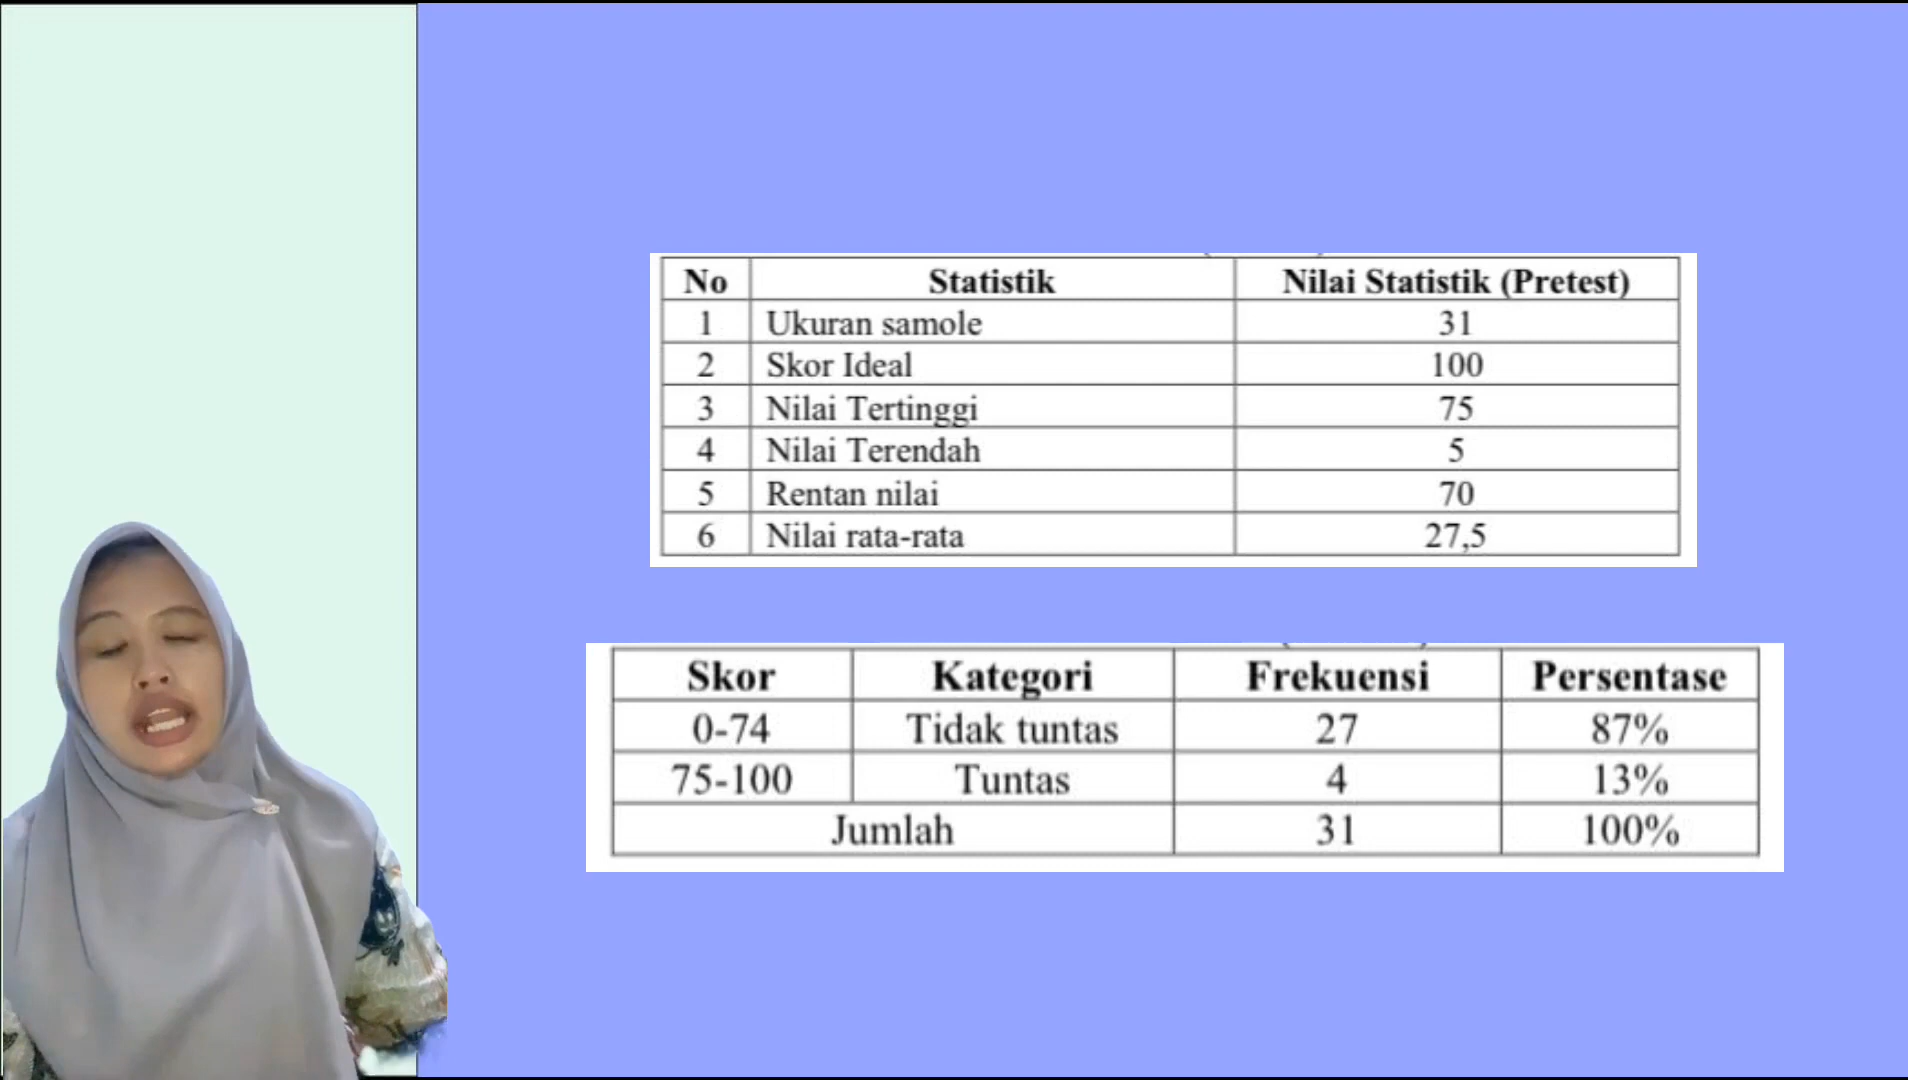 No Statistik Nilai Statistik (Pretest)
1 Ukuran samole 31
2 Skor Ideal 100
3 Nilai Tertinggi 75
4 Nilai Terendah 5
5 Rentan nilai 70
6 Nilai rata-rata 27,5
Skor Kategori Frekuensi Persentase
0-74 Tidak tuntas 27 87%
75-100 Tuntas 4 13%
Jumlah 31 100%